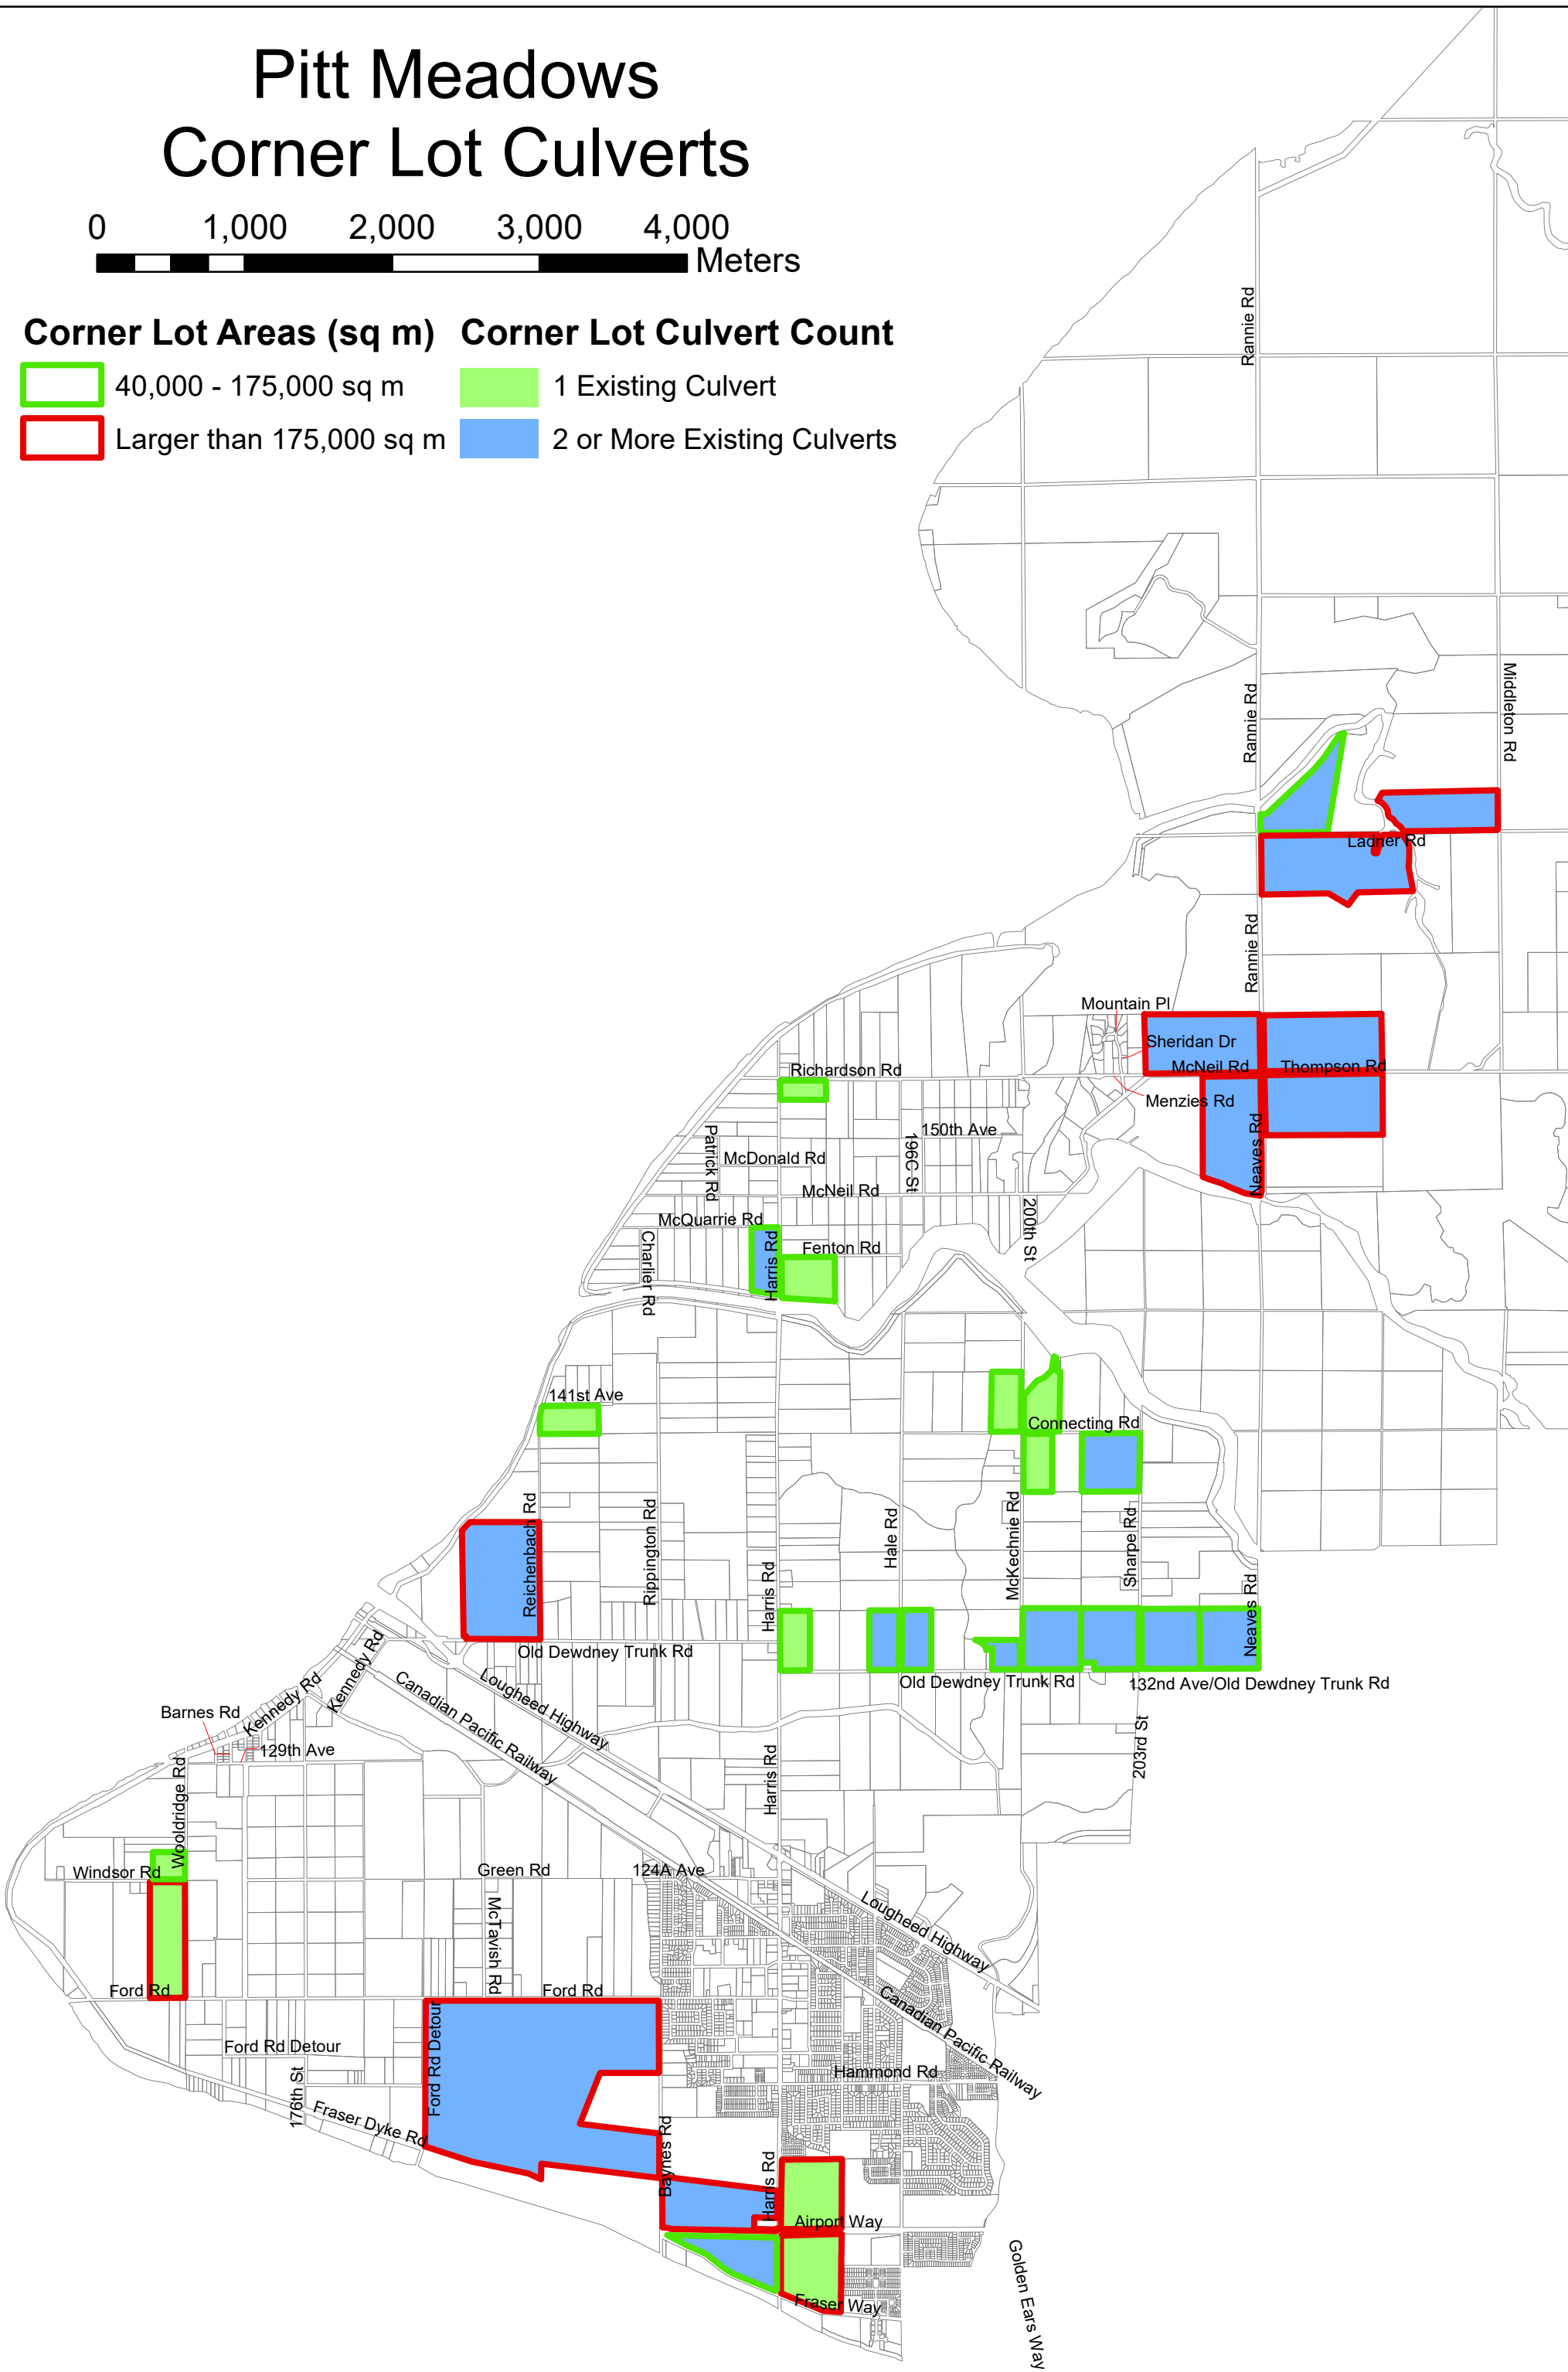 Pitt Meadows
Corner Lot Culverts
0 1,000 2,000 3,000 4,000
Meters
Corner Lot Areas (sq m) Corner Lot Culvert Count
40,000 - 175,000 sq m 1 Existing Culvert
Larger than 175,000 sq m 2 or More Existing Culverts
Rannie Rd
Middleton Rd
Rannie Rd
Ladner Rd
Rannie Rd
Mountain Pl
Sheridan Dr
McNeil Rd
Thompson Rd
Richardson Rd
Menzies Rd
Neaves Rd
150th Ave
196C St
Patrick Rd
McDonald Rd
McNeil Rd
200th St
McQuarrie Rd
Charlier Rd
Harris Rd
Fenton Rd
141st Ave
Connecting Rd
Reichenbach Rd
Rippington Rd
Harris Rd
Hale Rd
McKechnie Rd
Sharpe Rd
Neaves Rd
Old Dewdney Trunk Rd
Old Dewdney Trunk Rd
132nd Ave/Old Dewdney Trunk Rd
Kennedy Rd
Kennedy Rd
Lougheed Highway
Canadian Pacific Railway
Barnes Rd
129th Ave
203rd St
Harris Rd
Wooldridge Rd
Windsor Rd
Green Rd
124A Ave
McTavish Rd
Lougheed Highway
Ford Rd
Ford Rd
Canadian Pacific Railway
Ford Rd Detour
Ford Rd Detour
176th St
Hammond Rd
Fraser Dyke Rd
Baynes Rd
Harris Rd
Airport Way
Fraser Way
Golden Ears Way